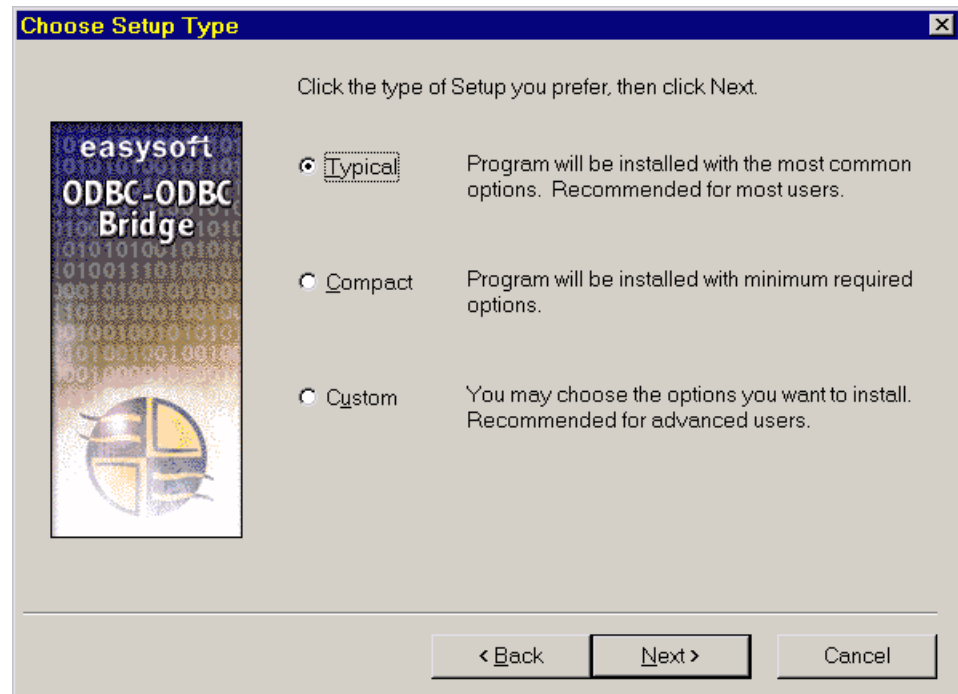 Choose Setup Type
Click the type of Setup you prefer, then click Next.
easysoft
ODBC-ODBC
Bridge
Typical
Program will be installed with the most common
options. Recommended for most users.
Compact
Program will be installed with minimum required
options.
Custom
You may choose the options you want to install.
Recommended for advanced users.
< Back
Next >
Cancel